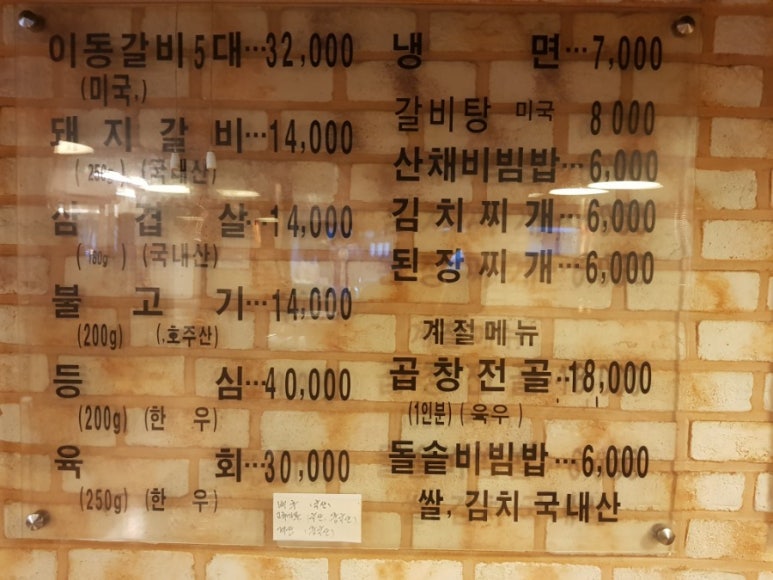 이동갈비 5대…32,000
(미국,)
돼지갈비…14,000
(250g) (국내산)
삼겹살…14,000
(180g) (국내산)
불고기…14,000
(200g) (호주산)
등심…40,000
(200g) (한우)
육회…30,000
(250g) (한우)
냉면…7,000
갈비탕 미국 8000
산채비빔밥…6,000
김치찌개…6,000
된장찌개…6,000
계절메뉴
곱창전골…18,000
(1인분) (육우)
돌솥비빔밥…6,000
쌀, 김치 국내산